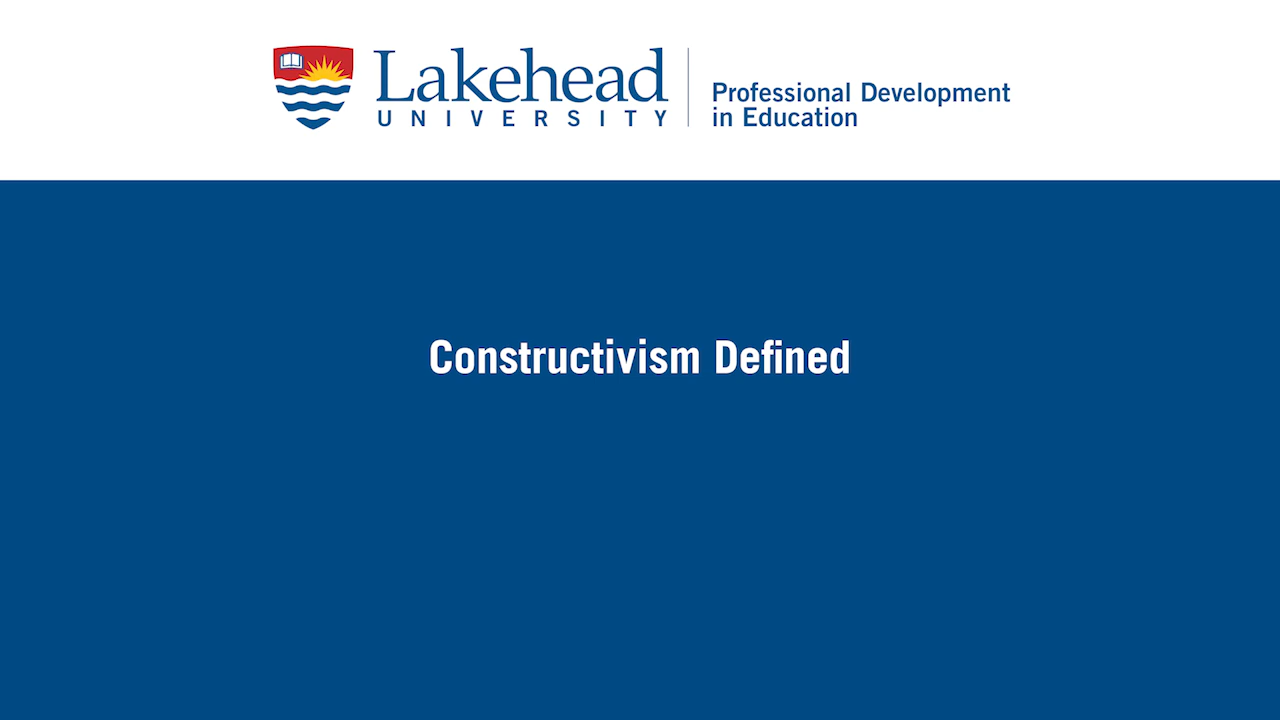 Lakehead
UNIVERSITY
Professional Development
in Education
Constructivism Defined